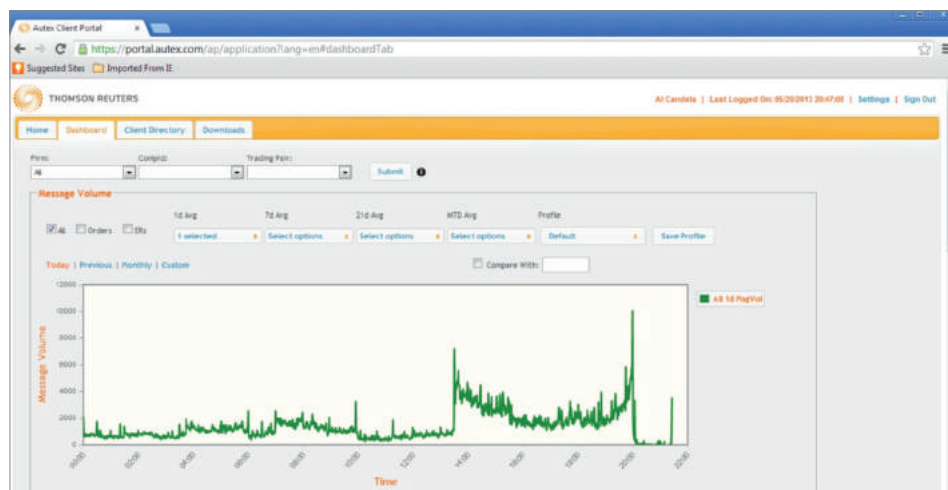 Autex Client Portal
https://portal.autex.com/ap/application?lang=en#dashboardTab
Suggested Sites Imported From IE
THOMSON REUTERS
Al Candela | Last Logged On: 05/20/2013 20:47:08 | Settings | Sign Out
Home Dashboard Client Directory Downloads
Firm: CompID: Trading Pair:
All Submit
Message Volume
1d Avg 7d Avg 21d Avg MTD Avg Profile
All Orders ERs 1 selected Select options Select options Select options Default Save Profile
Today | Previous | Monthly | Custom Compare With:
12000
10000
8000
6000
4000
2000
0
Message Volume
All 1d MsgVol
00:00 02:00 04:00 06:00 08:00 10:00 12:00 14:00 16:00 18:00 20:00 22:00
Time